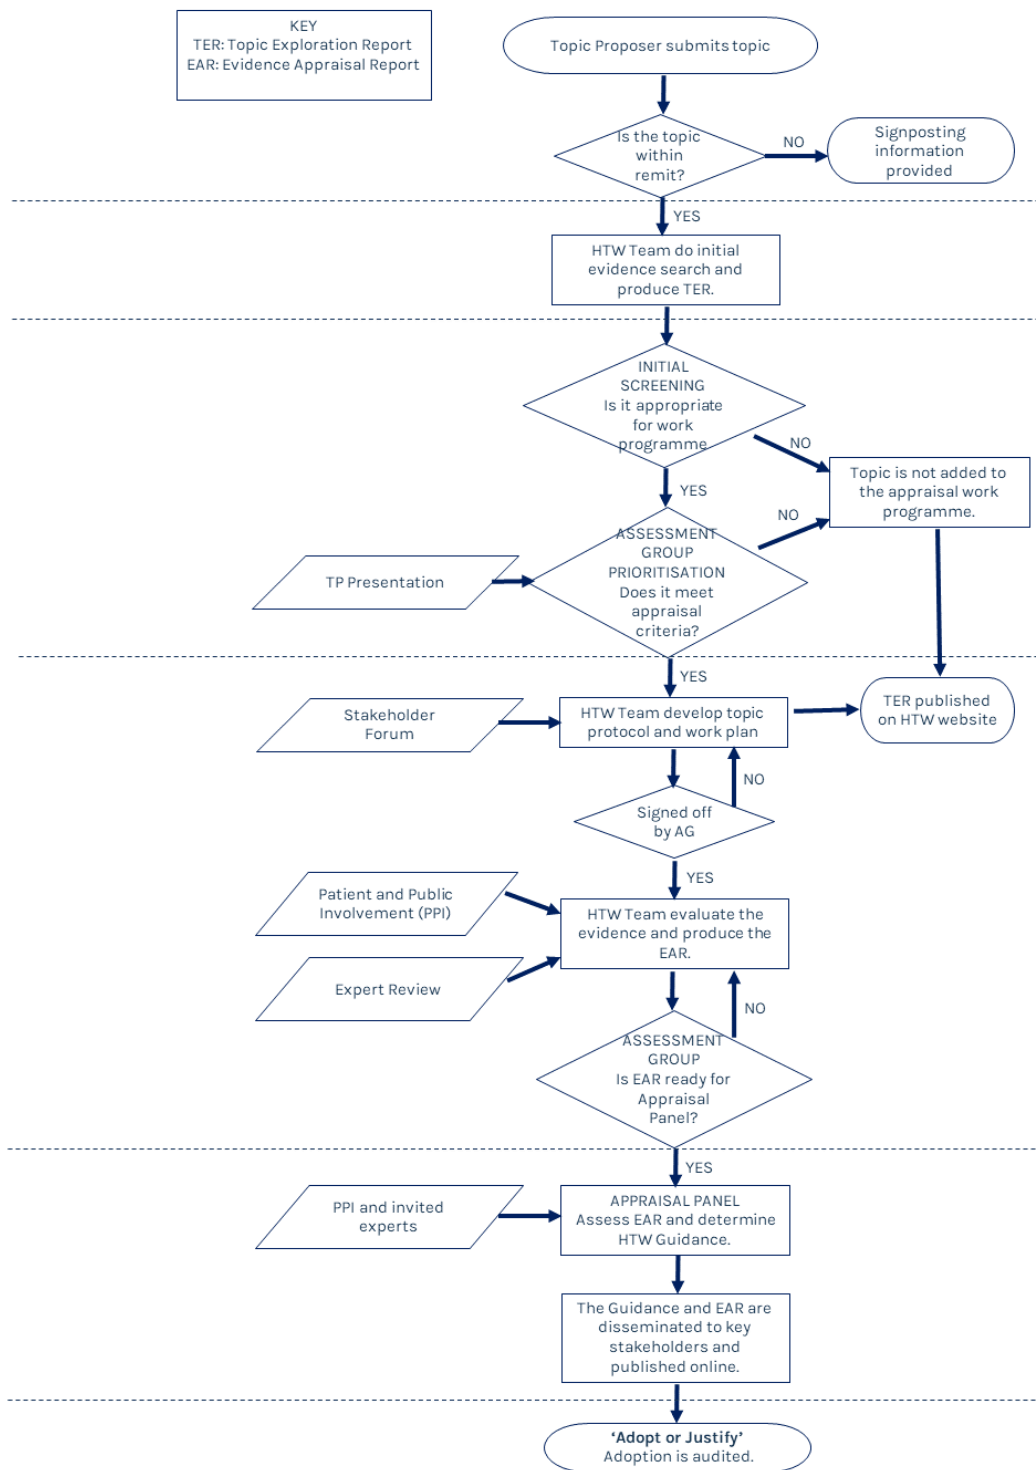 KEY
TER: Topic Exploration Report
EAR: Evidence Appraisal Report
Topic Proposer submits topic
Is the topic
within
remit?
NO
Signposting
information
provided
YES
HTW Team do initial
evidence search and
produce TER.
INITIAL
SCREENING
Is it appropriate
for work
programme
NO
Topic is not added to
the appraisal work
programme.
YES
NO
ASSESSMENT
GROUP
PRIORITISATION
Does it meet
appraisal
criteria?
TP Presentation
YES
Stakeholder
Forum
HTW Team develop topic
protocol and work plan
TER published
on HTW website
NO
Signed off
by AG
YES
Patient and Public
Involvement (PPI)
HTW Team evaluate the
evidence and produce the
EAR.
Expert Review
NO
ASSESSMENT
GROUP
Is EAR ready for
Appraisal
Panel?
YES
PPI and invited
experts
APPRAISAL PANEL
Assess EAR and determine
HTW Guidance.
The Guidance and EAR are
disseminated to key
stakeholders and
published online.
‘Adopt or Justify’
Adoption is audited.